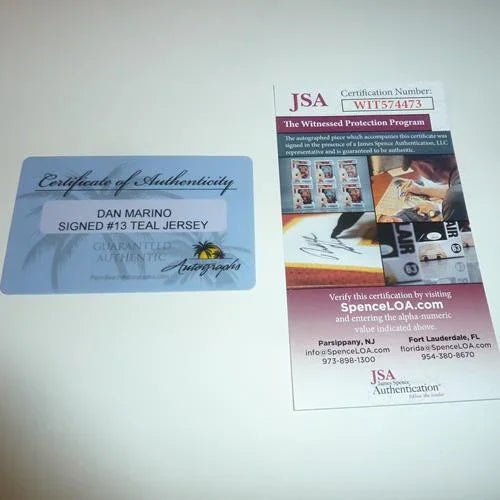 Certificate of Authenticity
DAN MARINO
SIGNED #13 TEAL JERSEY
GUARANTEED
AUTHENTIC
Autographs
JSA
Certification Number:
WIT574473
The Witnessed Protection Program
The autographed piece which accompanies this certificate was
signed in the presence of a James Spence Authentication, LLC
representative and is guaranteed to be authentic.
Verify this certification by visiting
SpenceLOA.com
and entering the alpha-numeric
value indicated above.
Parsippany, NJ
info@SpenceLOA.com
973-898-1300
Fort Lauderdale, FL
florida@SpenceLOA.com
954-380-8670
JSA
James Spence
Authentication
follow the leader